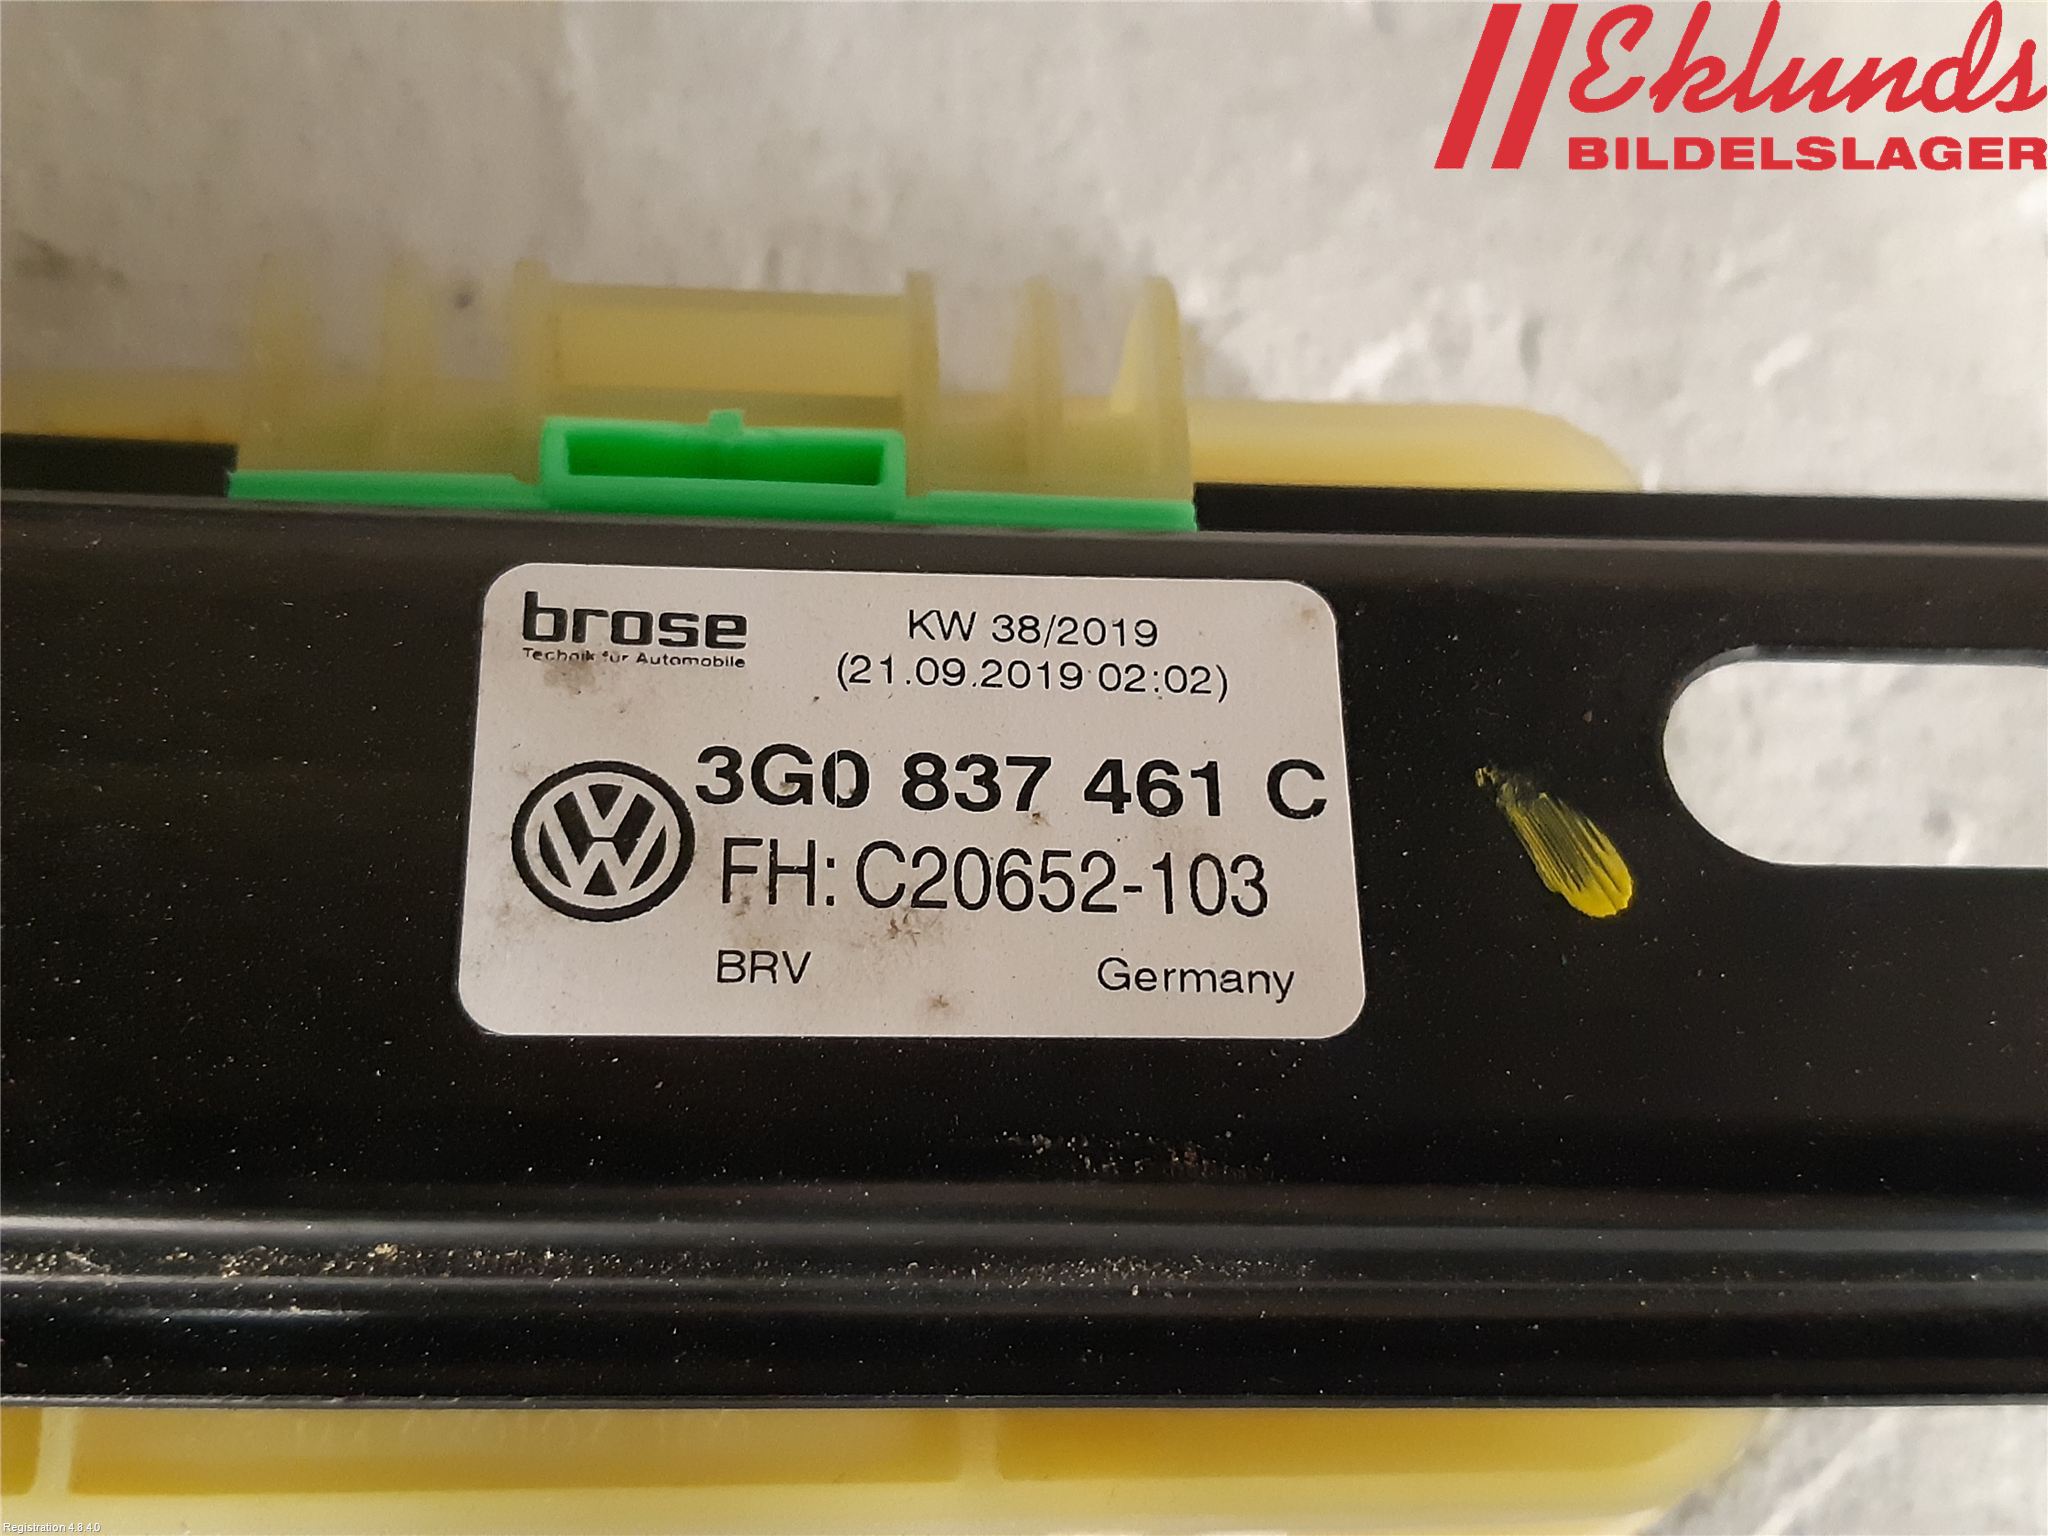 Eklunds
BILDELSLAGER
brose
Technik für Automobile
KW 38/2019
(21.09.2019 02:02)
3G0 837 461 C
FH: C20652-103
BRV
Germany
Registration 4.8.4.0